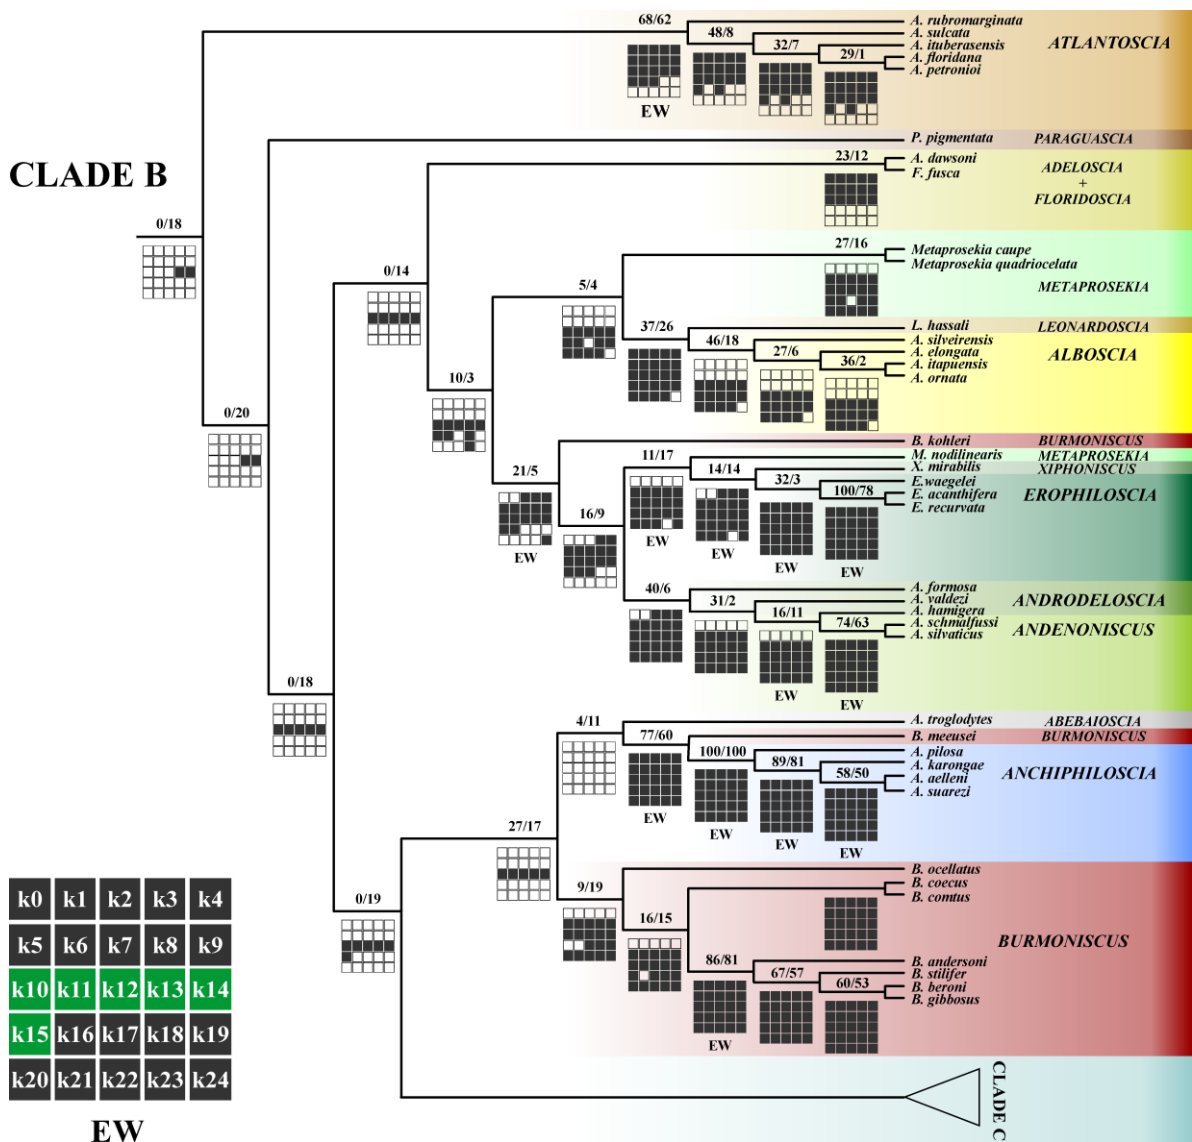 68/62
A. rubromarginata
48/8
A. sulcata
32/7
A. ituberasensis
ATLANTOSCIA
29/1
A. floridana
A. petronioi
EW
P. pigmentata
PARAGUASCIA
CLADE B
23/12
A. dawsoni
F. fusca
ADELOSCIA
+
FLORIDOSCIA
0/18
27/16
Metaprosekia caupe
Metaprosekia quadriocelata
METAPROSEKIA
0/14
5/4
37/26
L. hassali
LEONARDOSCIA
46/18
A. silveirensis
27/6
A. elongata
ALBOSCIA
36/2
A. itapuensis
A. ornata
10/3
0/20
21/5
B. kohleri
BURMONISCUS
11/17
M. nodilinearis
METAPROSEKIA
14/14
X. mirabilis
XIPHONISCUS
32/3
E.waegelei
100/78
E. acanthifera
EROPHILOSCIA
E. recurvata
16/9
EW
EW
EW
EW
40/6
A. formosa
31/2
A. valdezi
ANDRODELOSCIA
16/11
A. hamigera
74/63
A. schmalfussi
ANDENONISCUS
A. silvaticus
EW
0/18
4/11
A. troglodytes
ABEBAIOSCIA
77/60
B. meeusei
BURMONISCUS
100/100
A. pilosa
89/81
A. karongae
58/50
A. aelleni
ANCHIPHILOSCIA
A. suarezi
EW
EW
EW
EW
27/17
0/19
9/19
B. ocellatus
B. coecus
B. comtus
16/15
BURMONISCUS
86/81
B. andersoni
67/57
B. stilifer
60/53
B. beroni
B. gibbosus
EW
k0 k1 k2 k3 k4
k5 k6 k7 k8 k9
k10 k11 k12 k13 k14
k15 k16 k17 k18 k19
k20 k21 k22 k23 k24
EW
CLADE C